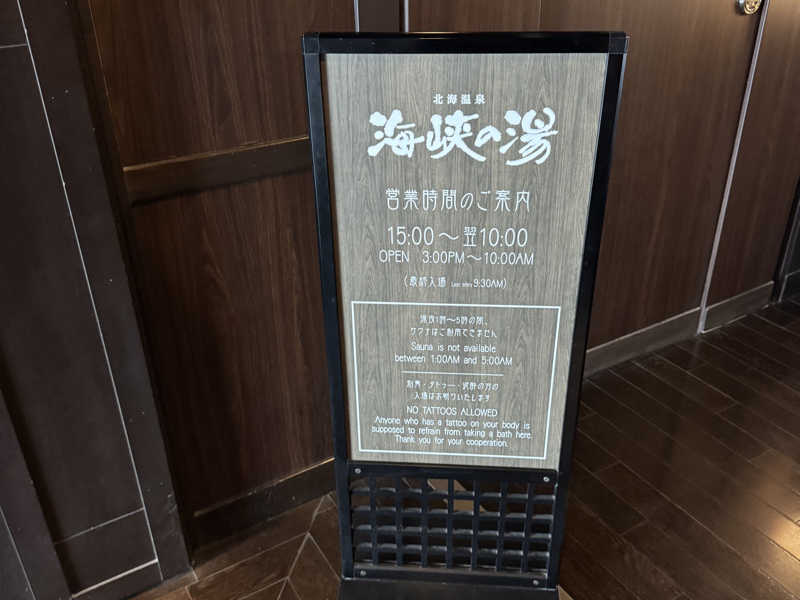 北海温泉
海峡の湯
営業時間のご案内
15:00～翌10:00
OPEN 3:00PM～10:00AM
(最終入場 Last entry 9:30AM)
深夜1時～5時の間、
サウナはご利用できません
Sauna is not available
between 1:00AM and 5:00AM
刺青・タトゥー・泥酔の方の
入場はお断りいたします
NO TATTOOS ALLOWED
Anyone who has a tattoo on your body is
supposed to refrain from taking a bath here.
Thank you for your cooperation.